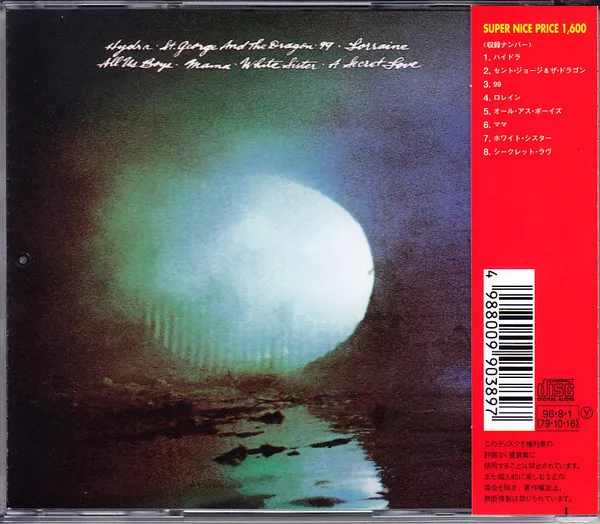 Hydra · St. George And The Dragon · 99 · Lorraine
All Us Boys · Mama · White Sister · A Secret Love
SUPER NICE PRICE 1,600
〈収録ナンバー〉
1. ハイドラ
2. セント・ジョージ&ザ・ドラゴン
3. 99
4. ロレイン
5. オール・アス・ボーイズ
6. ママ
7. ホワイト・シスター
8. シークレット・ラヴ
4988009903897
COMPACT
disc
DIGITAL AUDIO
96·8·1
(79·10·16)
Y
このディスクを権利者の
許諾なく賃貸業に
使用することは禁止されています。
また個人的に楽しむなどの
場合を除き、著作権法上、
無断複製は禁じられています。